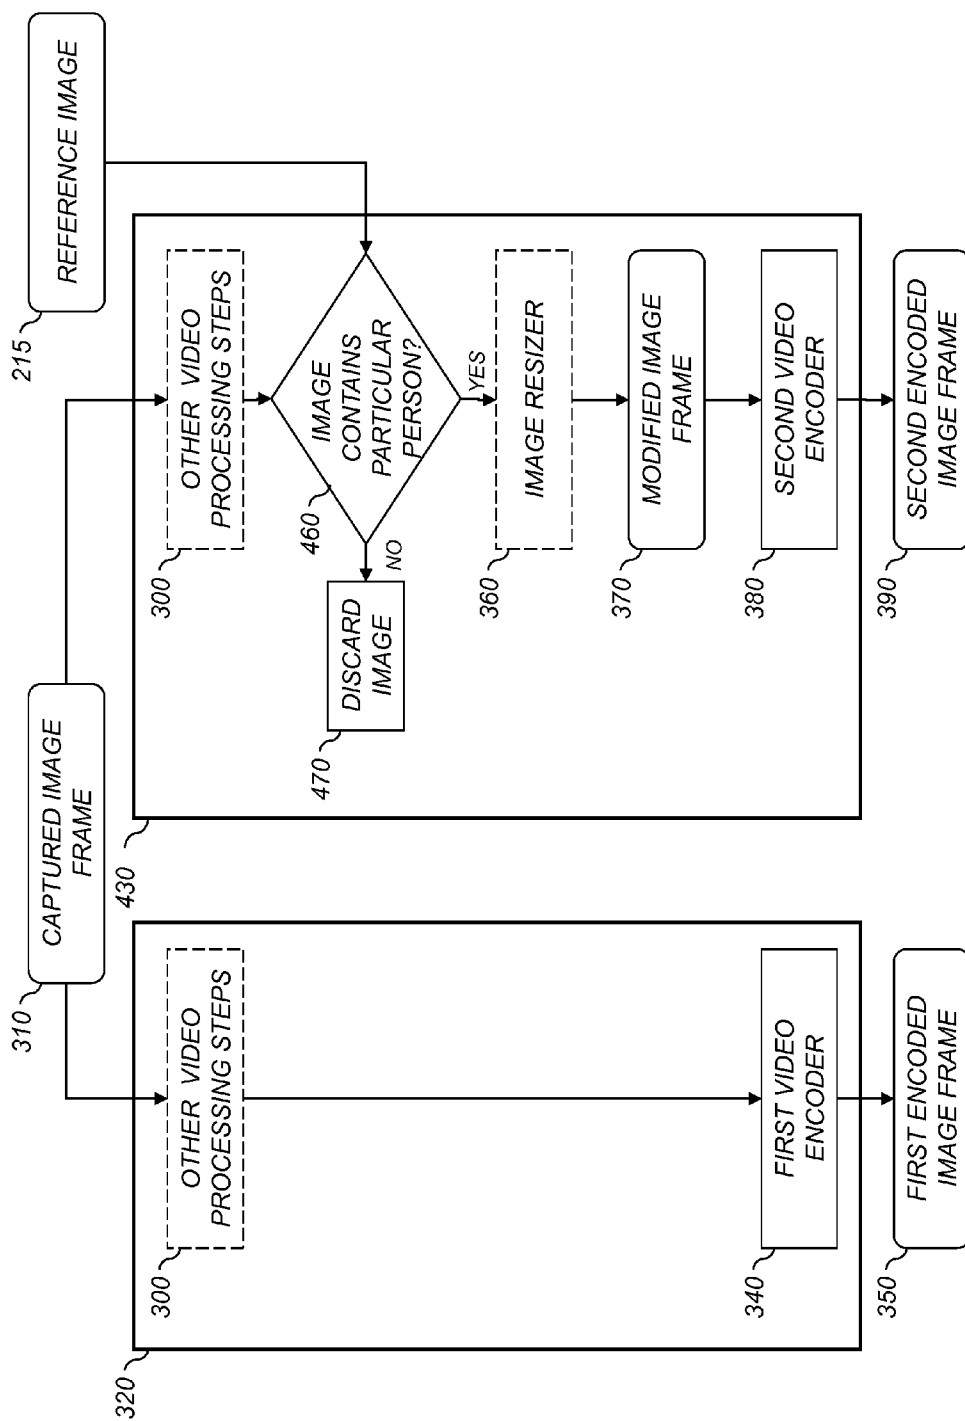 CAPTURED IMAGE
FRAME
310
REFERENCE IMAGE
215
320
OTHER VIDEO
PROCESSING STEPS
300
FIRST VIDEO
ENCODER
340
FIRST ENCODED
IMAGE FRAME
350
430
OTHER VIDEO
PROCESSING STEPS
300
IMAGE
CONTAINS
PARTICULAR
PERSON?
460
NO
YES
DISCARD
IMAGE
470
IMAGE RESIZER
360
MODIFIED IMAGE
FRAME
370
SECOND VIDEO
ENCODER
380
SECOND ENCODED
IMAGE FRAME
390